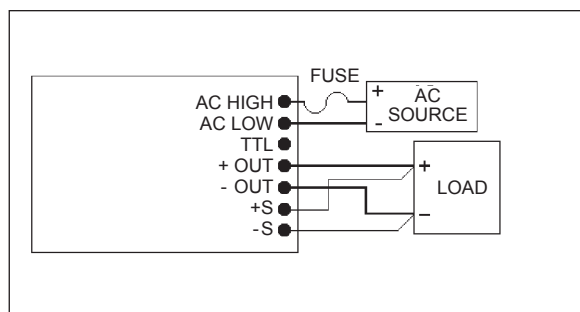 FUSE
AC HIGH
AC LOW
TTL
+ OUT
- OUT
+S
-S
+ AC
- SOURCE
+ LOAD
-